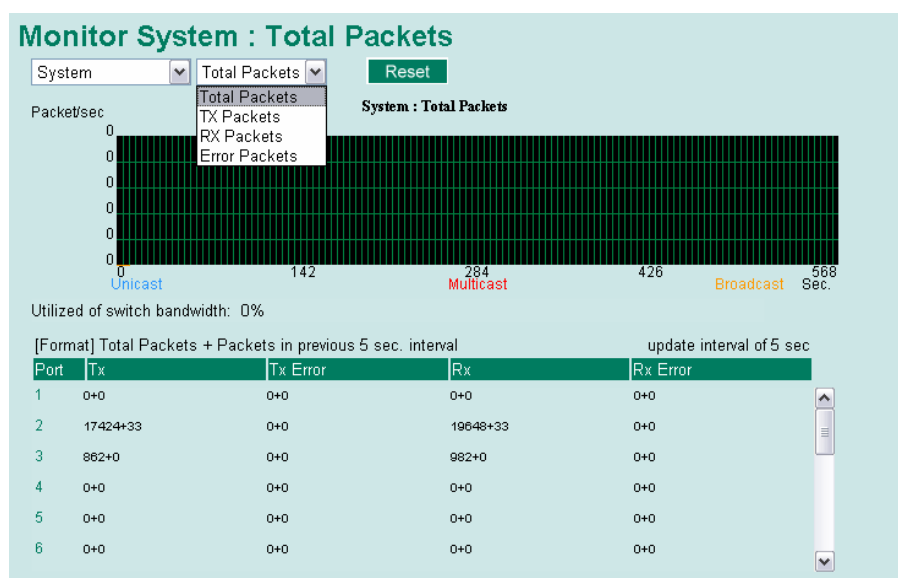 Monitor System : Total Packets
System Total Packets Reset
Total Packets
TX Packets
RX Packets
Error Packets
System : Total Packets
Packet/sec
0
0
0
0
0
0
0 142 284 426 568
Unicast Multicast Broadcast Sec.
Utilized of switch bandwidth: 0%
[Format] Total Packets + Packets in previous 5 sec. interval update interval of 5 sec
Port Tx Tx Error Rx Rx Error
1 0+0 0+0 0+0 0+0
2 17424+33 0+0 19648+33 0+0
3 862+0 0+0 982+0 0+0
4 0+0 0+0 0+0 0+0
5 0+0 0+0 0+0 0+0
6 0+0 0+0 0+0 0+0